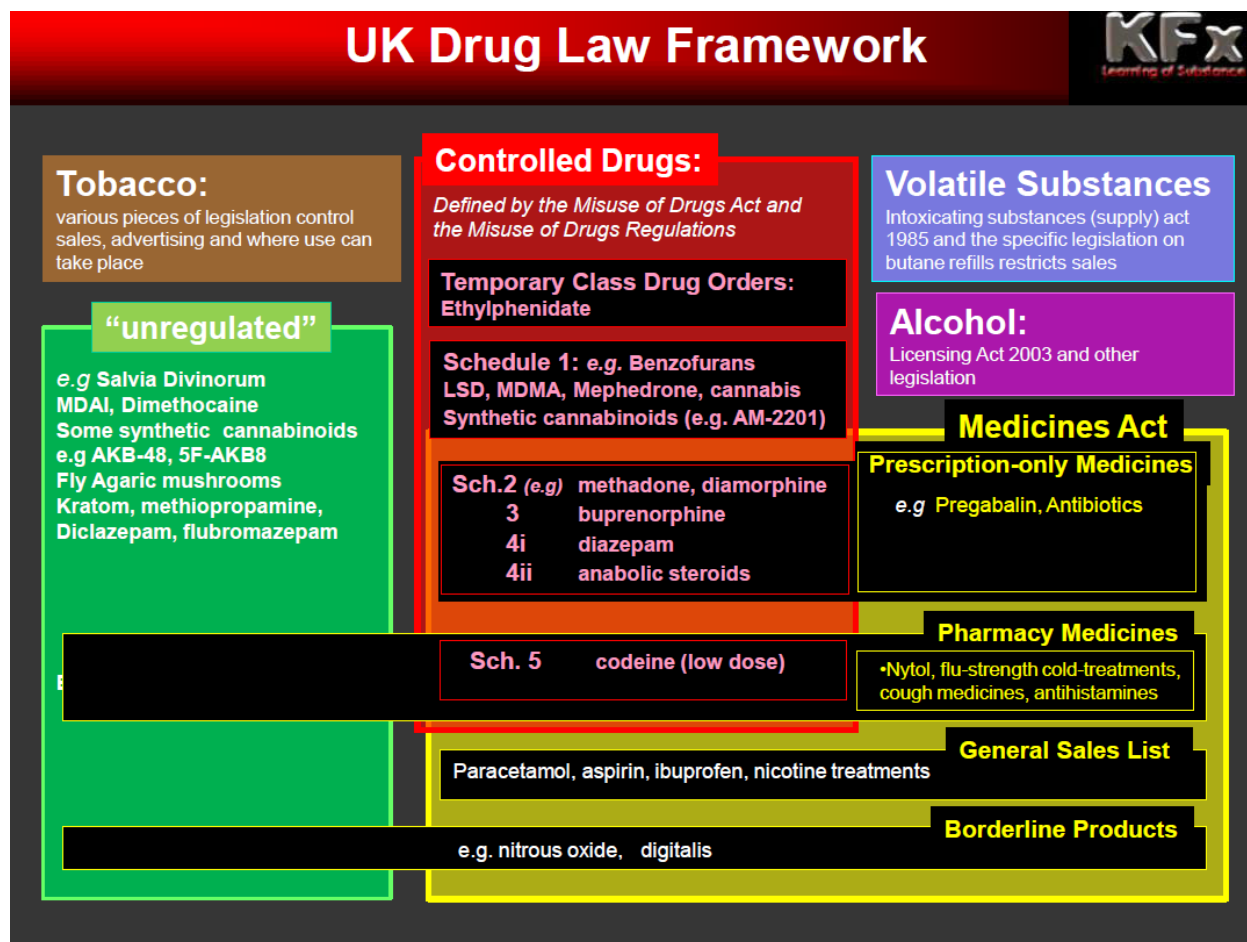 UK Drug Law Framework
KFx
Learning of Substance
Tobacco:
various pieces of legislation control
sales, advertising and where use can
take place
"unregulated"
e.g Salvia Divinorum
MDAI, Dimethocaine
Some synthetic cannabinoids
e.g AKB-48, 5F-AKB8
Fly Agaric mushrooms
Kratom, methiopropamine,
Diclazepam, flubromazepam
Controlled Drugs:
Defined by the Misuse of Drugs Act and
the Misuse of Drugs Regulations
Temporary Class Drug Orders:
Ethylphenidate
Schedule 1: e.g. Benzofurans
LSD, MDMA, Mephedrone, cannabis
Synthetic cannabinoids (e.g. AM-2201)
Sch.2 (e.g) methadone, diamorphine
3 buprenorphine
4i diazepam
4ii anabolic steroids
Sch. 5 codeine (low dose)
Volatile Substances
Intoxicating substances (supply) act
1985 and the specific legislation on
butane refills restricts sales
Alcohol:
Licensing Act 2003 and other
legislation
Medicines Act
Prescription-only Medicines
e.g Pregabalin, Antibiotics
Pharmacy Medicines
•Nytol, flu-strength cold-treatments,
cough medicines, antihistamines
General Sales List
Paracetamol, aspirin, ibuprofen, nicotine treatments
Borderline Products
e.g. nitrous oxide, digitalis